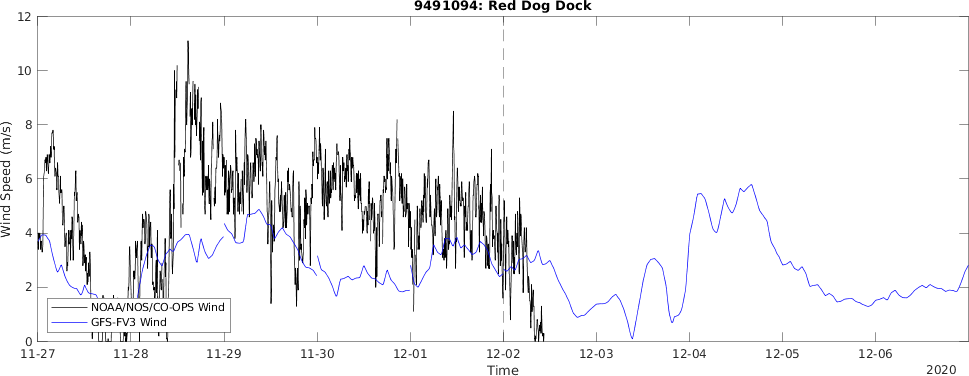 9491094: Red Dog Dock
12
10
8
6
4
2
0
Wind Speed (m/s)
NOAA/NOS/CO-OPS Wind
GFS-FV3 Wind
11-27 11-28 11-29 11-30 12-01 12-02 12-03 12-04 12-05 12-06
Time
2020